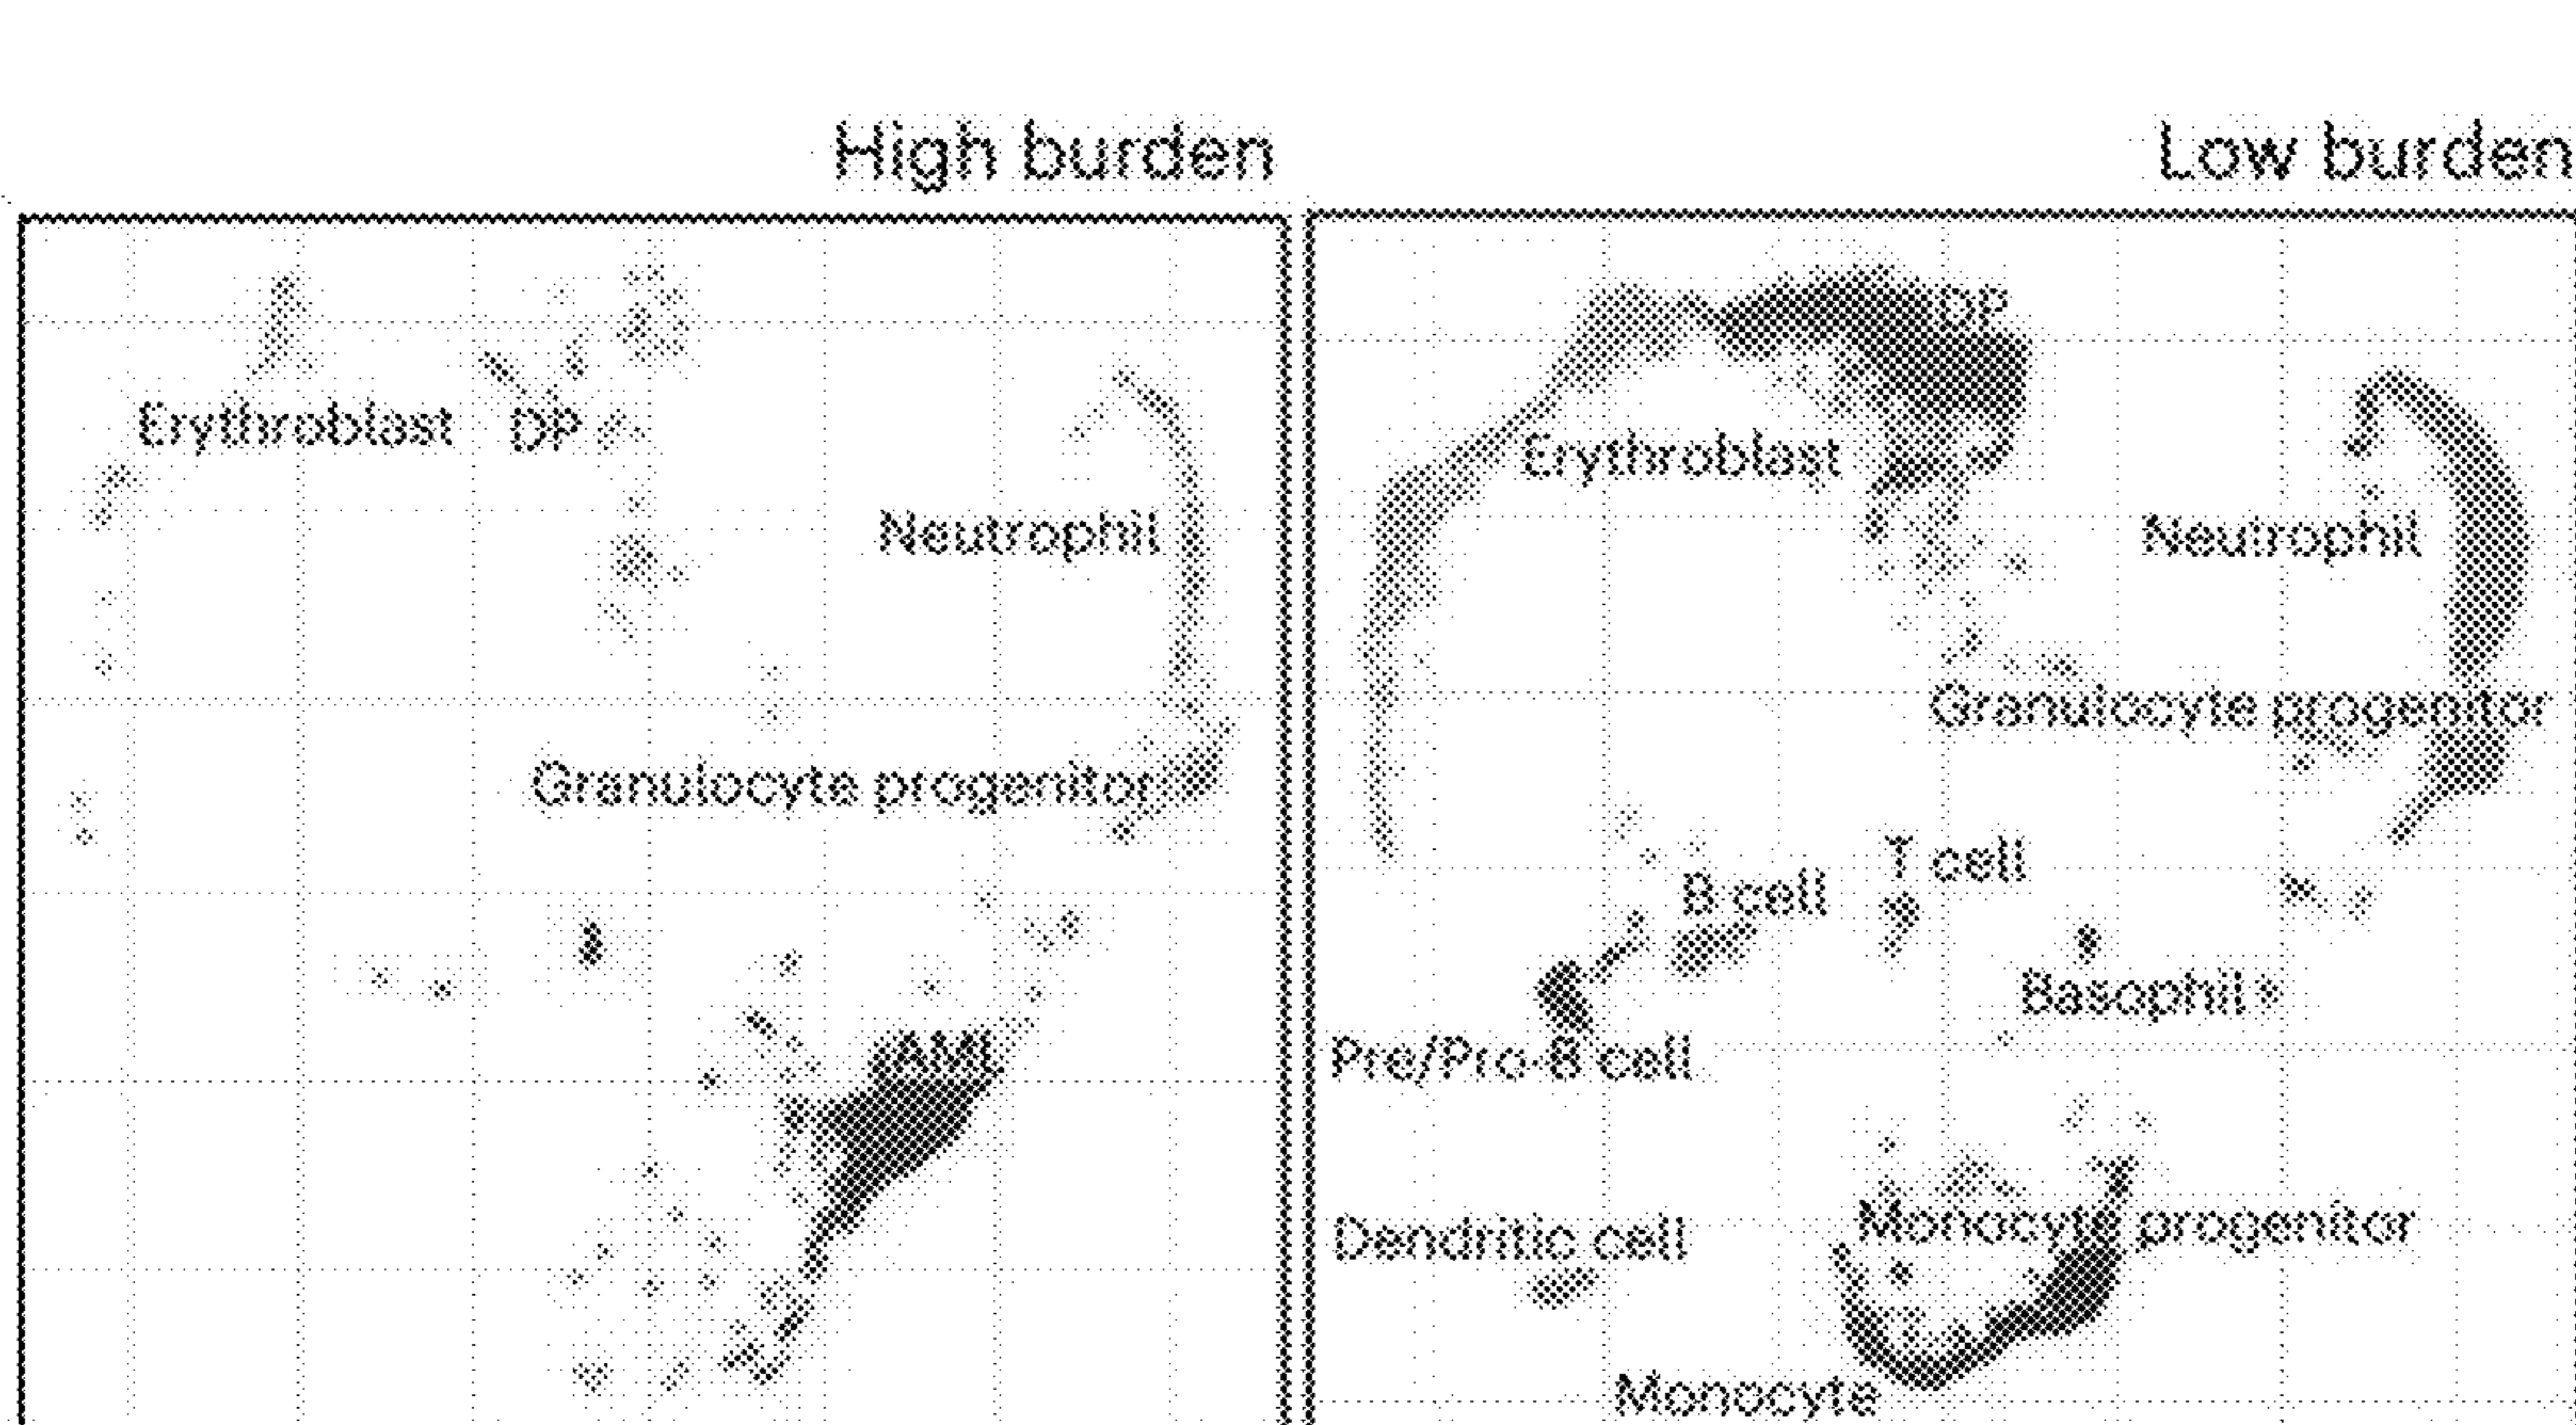 High burden
Erythroblast
DP
Neutrophil
Granulocyte progenitor
AML
Low burden
DP
Erythroblast
Neutrophil
Granulocyte progenitor
T cell
B cell
Basophil
Pre/Pro-B cell
Dendritic cell
Monocyte progenitor
Monocyte